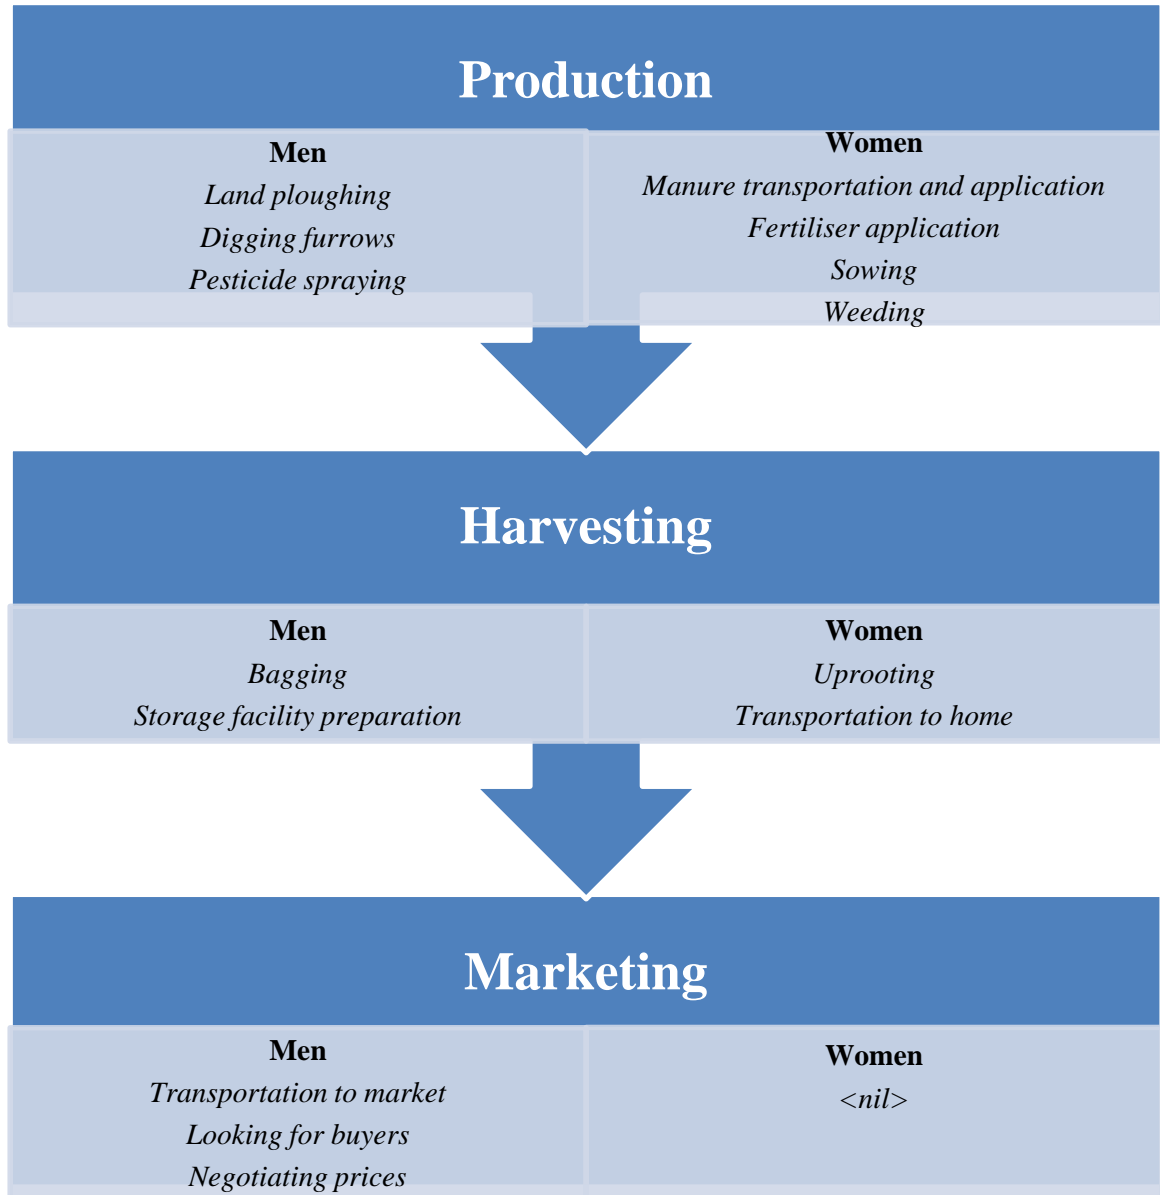 Production
Men
Land ploughing
Digging furrows
Pesticide spraying
Women
Manure transportation and application
Fertiliser application
Sowing
Weeding
Harvesting
Men
Bagging
Storage facility preparation
Women
Uprooting
Transportation to home
Marketing
Men
Transportation to market
Looking for buyers
Negotiating prices
Women
<nil>